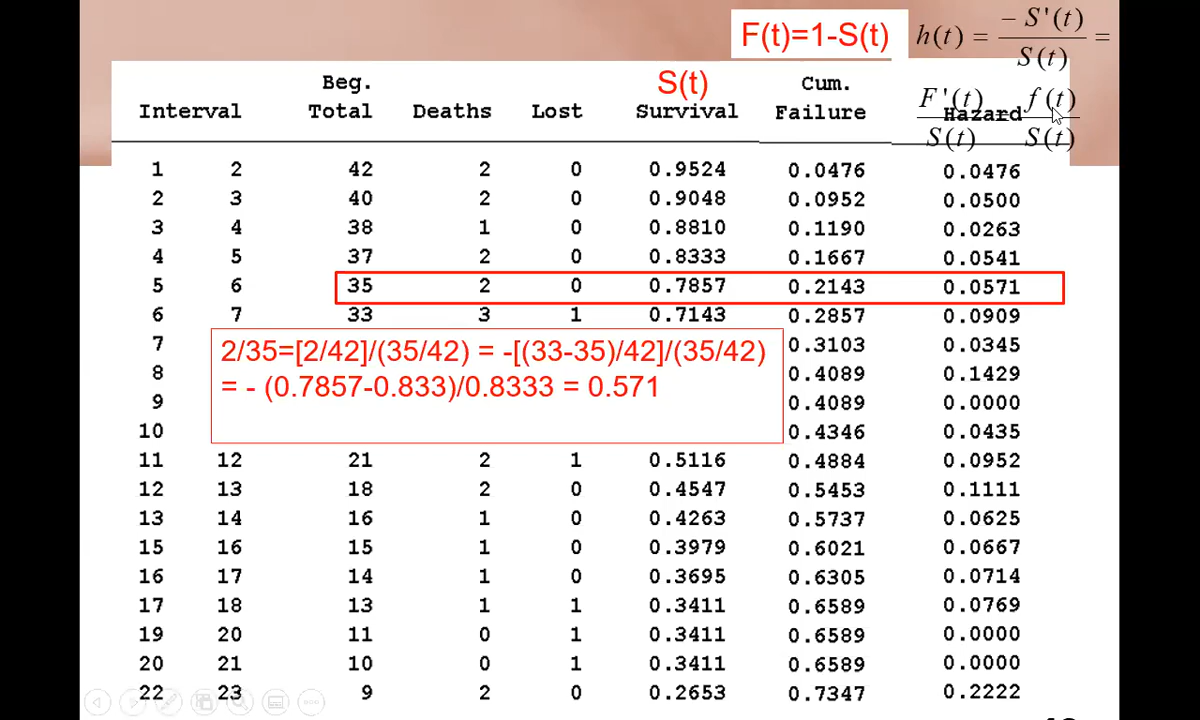 F(t)=1-S(t) h(t) = – S'(t) / S(t) =
F'(t) / S(t) f(t) / S(t)
S(t)
Beg. Cum.
Interval Total Deaths Lost Survival Failure Hazard
1 2 42 2 0 0.9524 0.0476 0.0476
2 3 40 2 0 0.9048 0.0952 0.0500
3 4 38 1 0 0.8810 0.1190 0.0263
4 5 37 2 0 0.8333 0.1667 0.0541
5 6 35 2 0 0.7857 0.2143 0.0571
6 7 33 3 1 0.7143 0.2857 0.0909
7 0.3103 0.0345
8 0.4089 0.1429
9 0.4089 0.0000
10 0.4346 0.0435
2/35=[2/42]/(35/42) = -[(33-35)/42]/(35/42)
= - (0.7857-0.833)/0.8333 = 0.571
11 12 21 2 1 0.5116 0.4884 0.0952
12 13 18 2 0 0.4547 0.5453 0.1111
13 14 16 1 0 0.4263 0.5737 0.0625
15 16 15 1 0 0.3979 0.6021 0.0667
16 17 14 1 0 0.3695 0.6305 0.0714
17 18 13 1 1 0.3411 0.6589 0.0769
19 20 11 0 1 0.3411 0.6589 0.0000
20 21 10 0 1 0.3411 0.6589 0.0000
22 23 9 2 0 0.2653 0.7347 0.2222